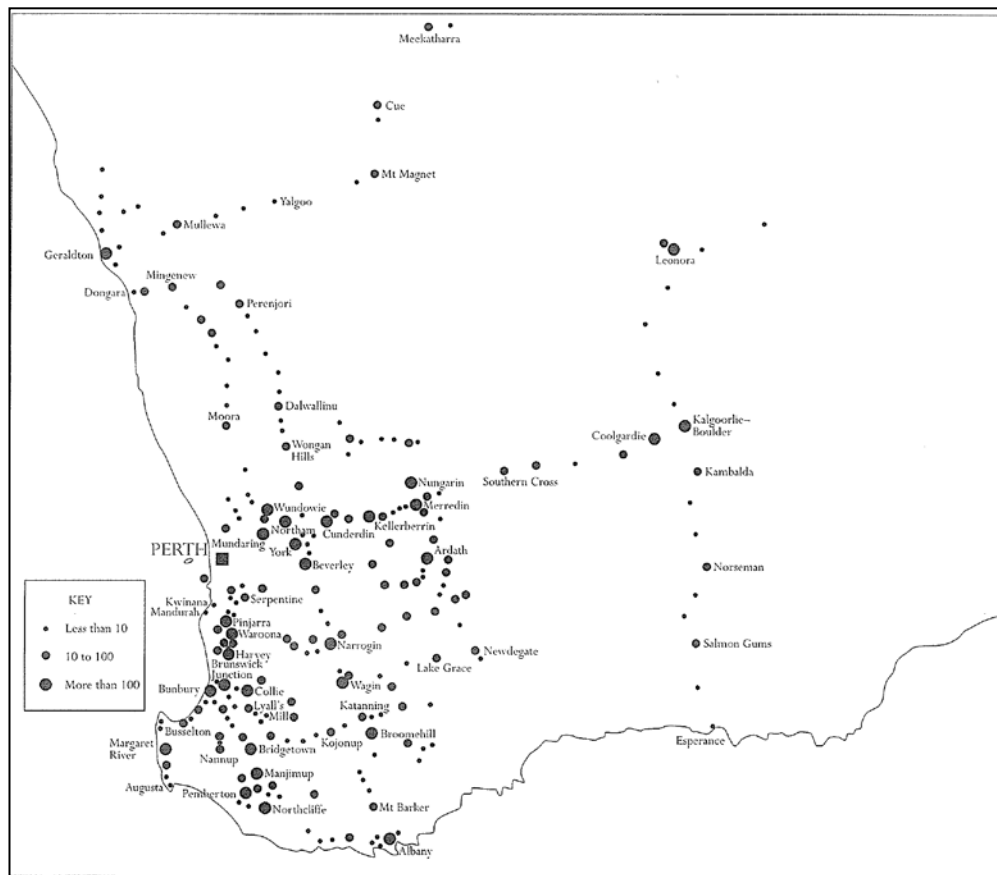 Meekatharra
Cue
Mt Magnet
Yalgoo
Mullewa
Geraldton
Leonora
Mingenew
Dongara
Perenjori
Dalwallinu
Moora
Kalgoorlie–
Boulder
Coolgardie
Wongan
Hills
Kambalda
Southern Cross
Nungarin
Merredin
Wundowie
Kellerberrin
Northam
Cunderdin
Mundaring
York
PERTH
Ardath
Beverley
Norseman
KEY
Less than 10
10 to 100
More than 100
Kwinana
Serpentine
Mandurah
Pinjarra
Waroona
Narrogin
Salmon Gums
Harvey
Newdegate
Brunswick
Junction
Lake Grace
Bunbury
Collie
Wagin
Lyall's
Mill
Katanning
Busselton
Kojonup
Broomehill
Esperance
Margaret
River
Nannup
Bridgetown
Manjimup
Augusta
Pemberton
Northcliffe
Mt Barker
Albany